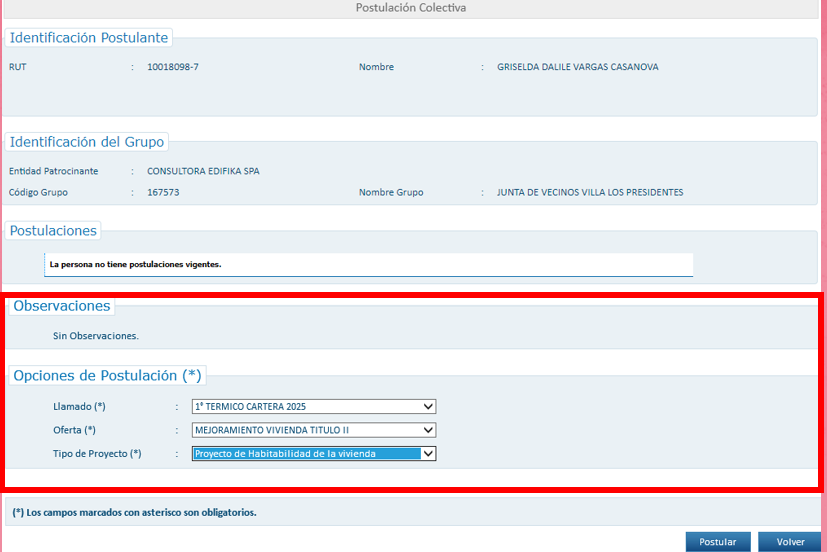 Postulación Colectiva
Identificación Postulante
RUT : 10018098-7 Nombre : GRISELDA DALILE VARGAS CASANOVA
Identificación del Grupo
Entidad Patrocinante : CONSULTORA EDIFIKA SPA
Código Grupo : 167573 Nombre Grupo : JUNTA DE VECINOS VILLA LOS PRESIDENTES
Postulaciones
La persona no tiene postulaciones vigentes.
Observaciones
Sin Observaciones.
Opciones de Postulación (*)
Llamado (*) : 1° TERMICO CARTERA 2025
Oferta (*) : MEJORAMIENTO VIVIENDA TITULO II
Tipo de Proyecto (*) : Proyecto de Habitabilidad de la vivienda
(*) Los campos marcados con asterisco son obligatorios.
Postular Volver